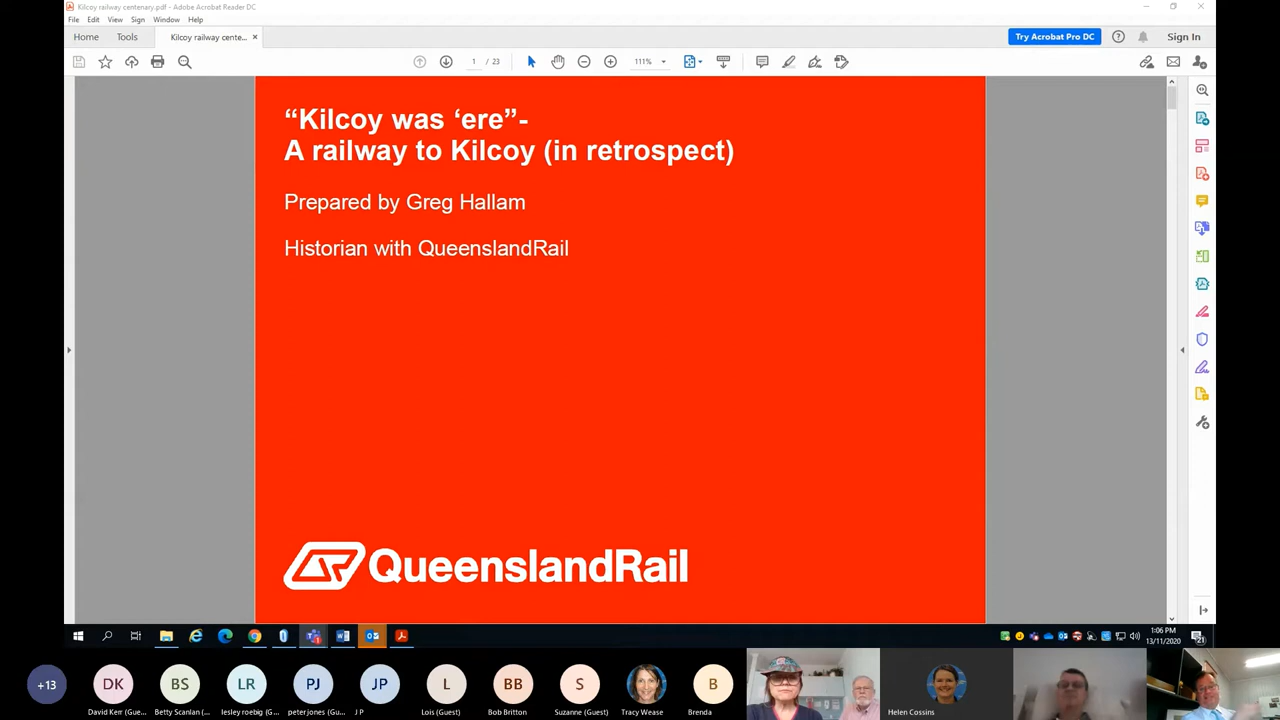 Kilcoy railway centenary.pdf - Adobe Acrobat Reader DC
File Edit View Sign Window Help
Home Tools Kilcoy railway cente... × Try Acrobat Pro DC Sign In
1 / 23 111%
“Kilcoy was ‘ere”-
A railway to Kilcoy (in retrospect)
Prepared by Greg Hallam
Historian with QueenslandRail
QueenslandRail
1:06 PM
13/11/2020
21
+13 DK BS LR PJ JP L BB S B
David Kerr (Gue... Betty Scanlan (... lesley roebig (G... peter jones (Gu... J P Lois (Guest) Bob Britton Suzanne (Guest) Tracy Wease Brenda Helen Cossins